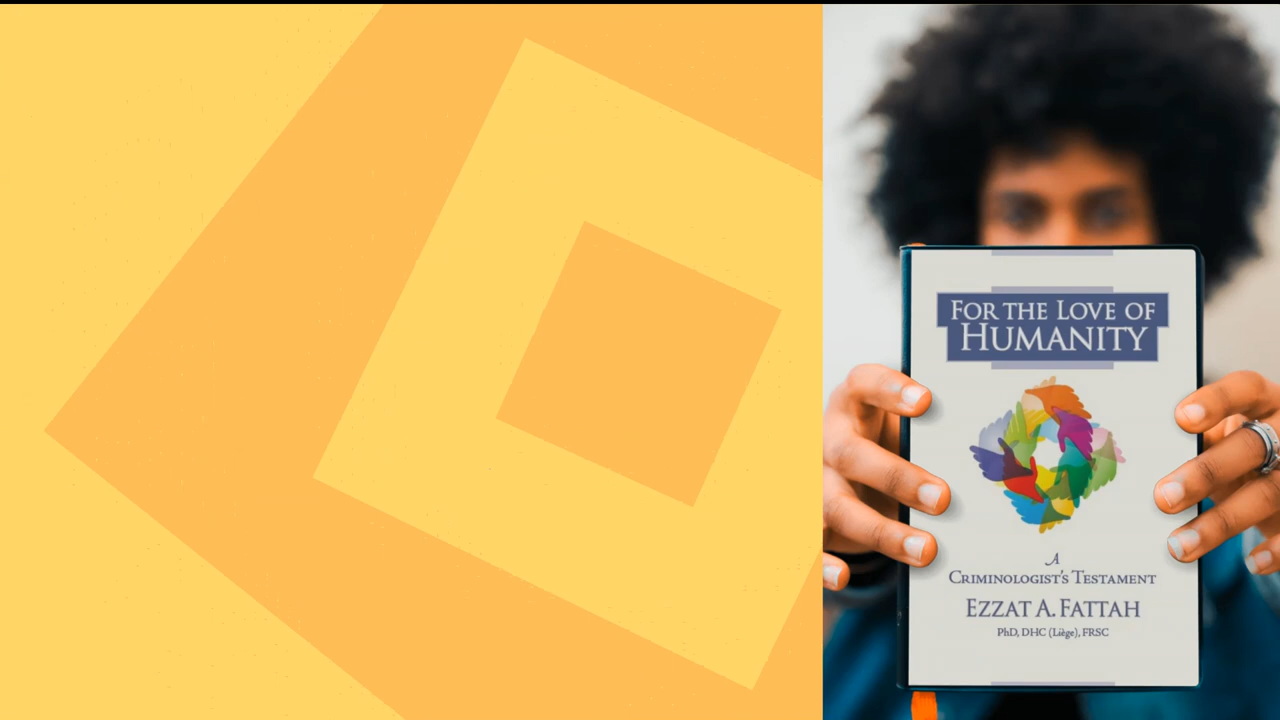 FOR THE LOVE OF
HUMANITY
A
CRIMINOLOGIST'S TESTAMENT
EZZAT A. FATTAH
PhD, DHC (Liège), FRSC